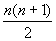 n(n + 1)
2